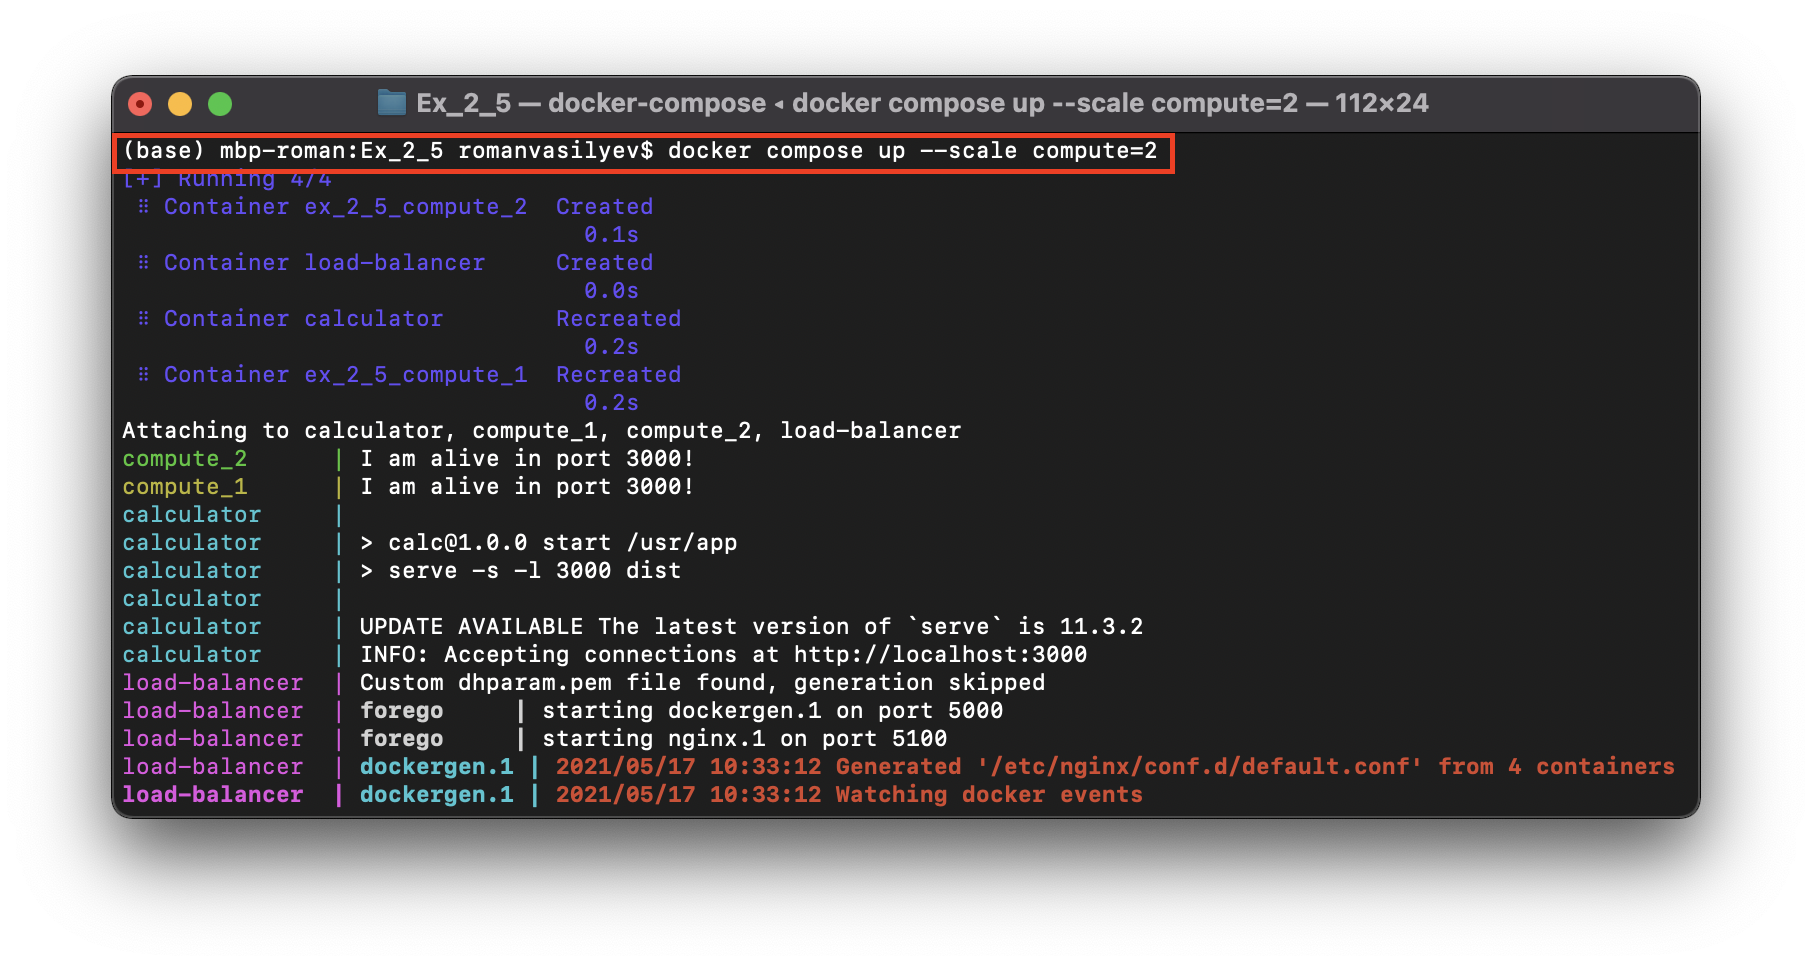 Ex_2_5 — docker-compose ◂ docker compose up --scale compute=2 — 112×24
(base) mbp-roman:Ex_2_5 romanvasilyev$ docker compose up --scale compute=2
[+] Running 4/4
⠿ Container ex_2_5_compute_2  Created
0.1s
⠿ Container load-balancer     Created
0.0s
⠿ Container calculator        Recreated
0.2s
⠿ Container ex_2_5_compute_1  Recreated
0.2s
Attaching to calculator, compute_1, compute_2, load-balancer
compute_2      | I am alive in port 3000!
compute_1      | I am alive in port 3000!
calculator     |
calculator     | > calc@1.0.0 start /usr/app
calculator     | > serve -s -l 3000 dist
calculator     |
calculator     | UPDATE AVAILABLE The latest version of `serve` is 11.3.2
calculator     | INFO: Accepting connections at http://localhost:3000
load-balancer  | Custom dhparam.pem file found, generation skipped
load-balancer  | forego     | starting dockergen.1 on port 5000
load-balancer  | forego     | starting nginx.1 on port 5100
load-balancer  | dockergen.1 | 2021/05/17 10:33:12 Generated '/etc/nginx/conf.d/default.conf' from 4 containers
load-balancer  | dockergen.1 | 2021/05/17 10:33:12 Watching docker events